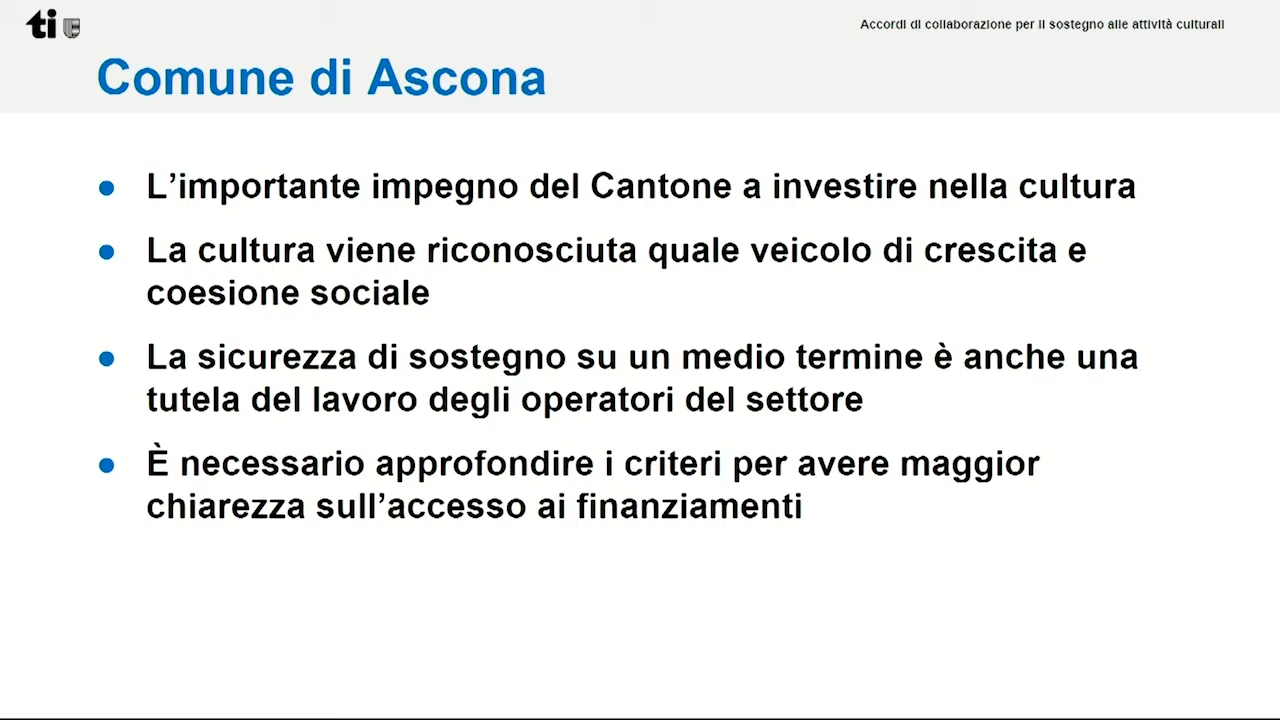 ti
Accordi di collaborazione per il sostegno alle attività culturali
Comune di Ascona
● L’importante impegno del Cantone a investire nella cultura
● La cultura viene riconosciuta quale veicolo di crescita e
coesione sociale
● La sicurezza di sostegno su un medio termine è anche una
tutela del lavoro degli operatori del settore
● È necessario approfondire i criteri per avere maggior
chiarezza sull’accesso ai finanziamenti